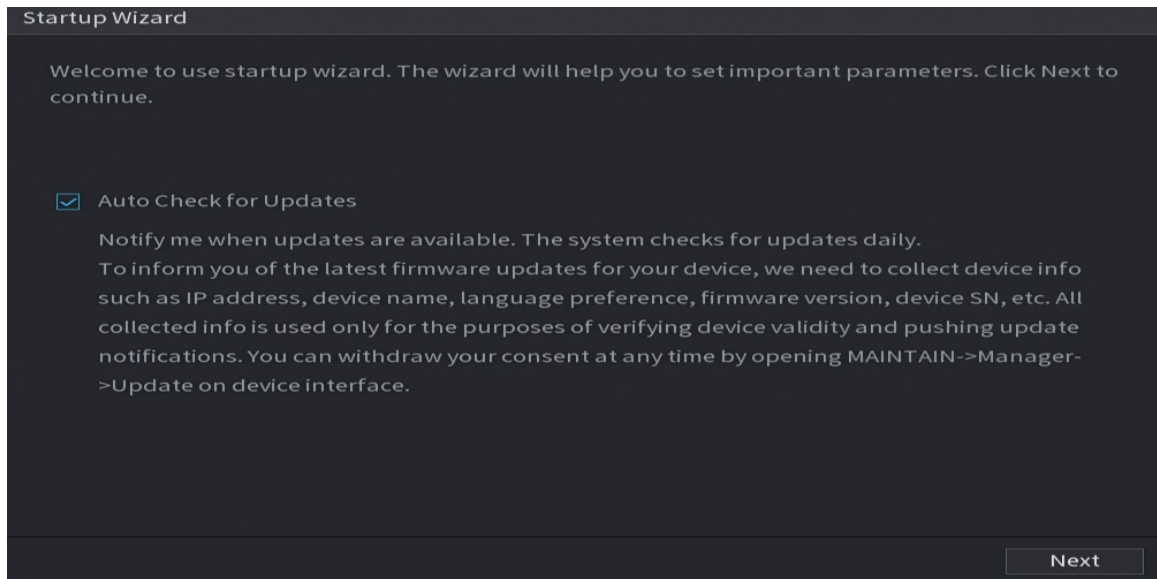 Startup Wizard
Welcome to use startup wizard. The wizard will help you to set important parameters. Click Next to
continue.
Auto Check for Updates
Notify me when updates are available. The system checks for updates daily.
To inform you of the latest firmware updates for your device, we need to collect device info
such as IP address, device name, language preference, firmware version, device SN, etc. All
collected info is used only for the purposes of verifying device validity and pushing update
notifications. You can withdraw your consent at any time by opening MAINTAIN->Manager-
>Update on device interface.
Next